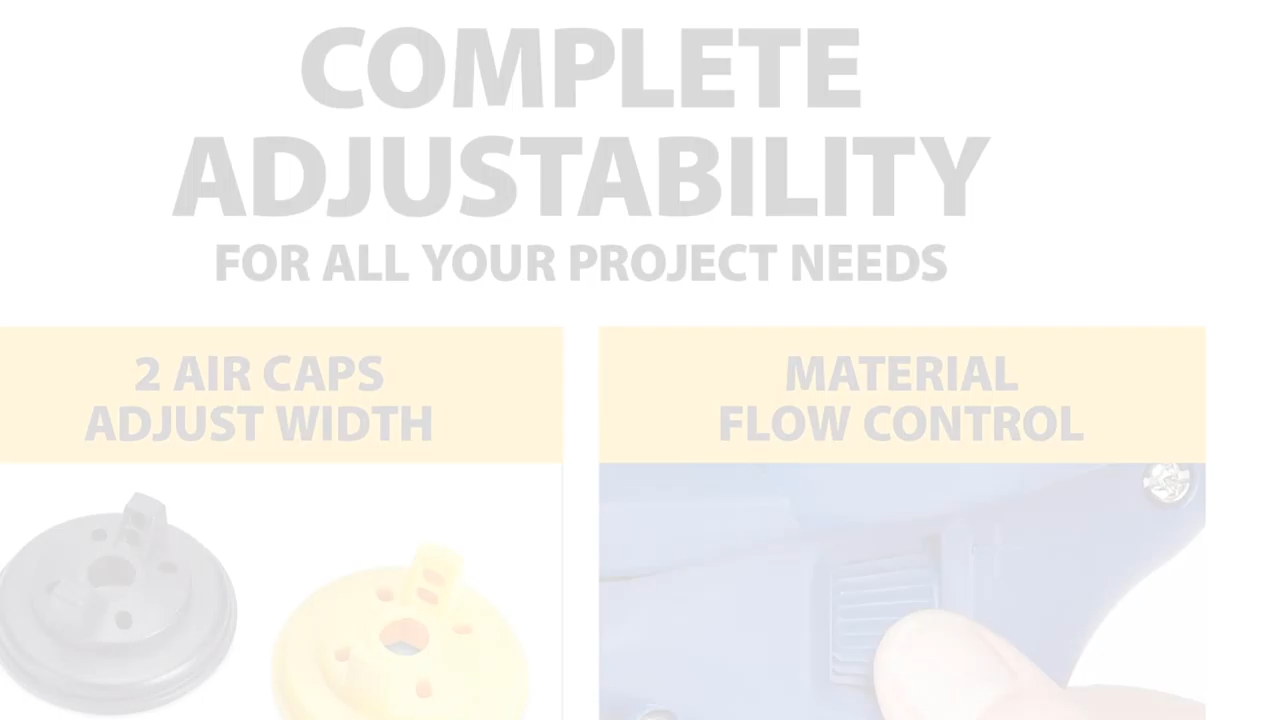 COMPLETE
ADJUSTABILITY
FOR ALL YOUR PROJECT NEEDS
2 AIR CAPS
ADJUST WIDTH
MATERIAL
FLOW CONTROL